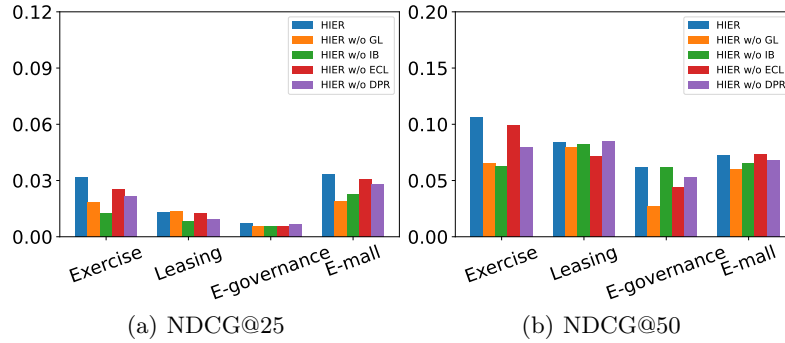 0.12
0.09
0.06
0.03
0.00
HIER
HIER w/o GL
HIER w/o IB
HIER w/o ECL
HIER w/o DPR
Exercise
Leasing
E-governance
E-mall
(a) NDCG@25
0.20
0.15
0.10
0.05
0.00
HIER
HIER w/o GL
HIER w/o IB
HIER w/o ECL
HIER w/o DPR
Exercise
Leasing
E-governance
E-mall
(b) NDCG@50